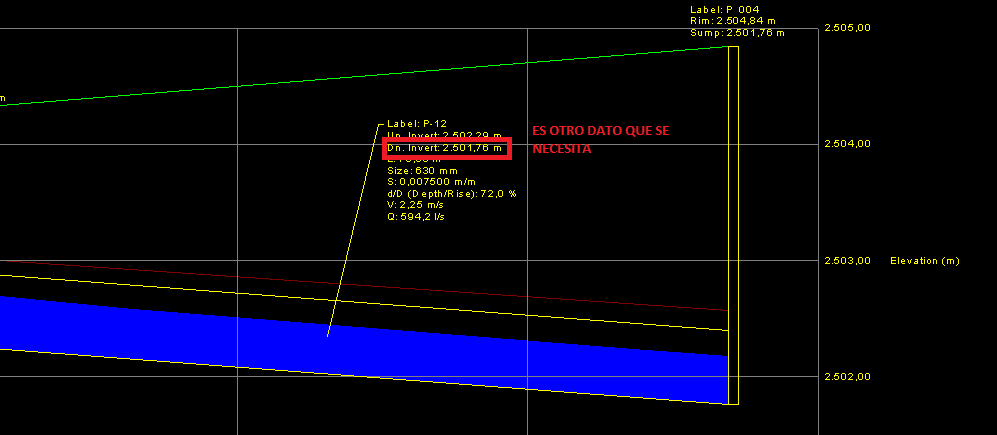 Label: P 004
Rim: 2.504,84 m
Sump: 2.501,76 m
2.505,00
m
Label: P-12
Up. Invert: 2.502,29 m
ES OTRO DATO QUE SE
NECESITA
Dn. Invert: 2.501,76 m
2.504,00
Size: 630 mm
S: 0,007500 m/m
d/D (Depth/Rise): 72,0 %
V: 2,25 m/s
Q: 594,2 l/s
2.503,00
Elevation (m)
2.502,00